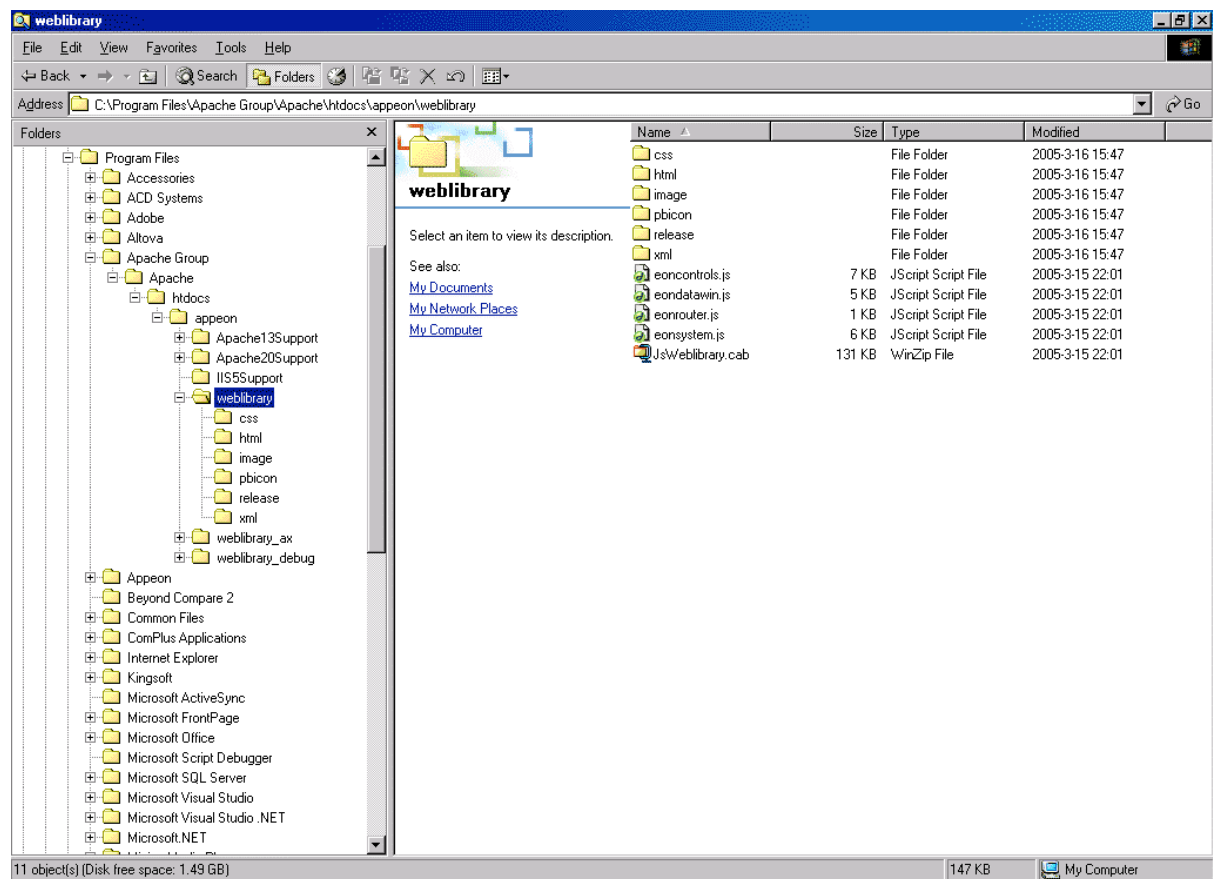 weblibrary
File Edit View Favorites Tools Help
Back Search Folders
Address C:\Program Files\Apache Group\Apache\htdocs\appeon\weblibrary Go
Folders
Program Files
Accessories
ACD Systems
Adobe
Altova
Apache Group
Apache
htdocs
appeon
Apache13Support
Apache20Support
IIS5Support
weblibrary
css
html
image
pbicon
release
xml
weblibrary_ax
weblibrary_debug
Appeon
Beyond Compare 2
Common Files
ComPlus Applications
Internet Explorer
Kingsoft
Microsoft ActiveSync
Microsoft FrontPage
Microsoft Office
Microsoft Script Debugger
Microsoft SQL Server
Microsoft Visual Studio
Microsoft Visual Studio .NET
Microsoft.NET
weblibrary
Select an item to view its description.
See also:
My Documents
My Network Places
My Computer
Name Size Type Modified
css File Folder 2005-3-16 15:47
html File Folder 2005-3-16 15:47
image File Folder 2005-3-16 15:47
pbicon File Folder 2005-3-16 15:47
release File Folder 2005-3-16 15:47
xml File Folder 2005-3-16 15:47
eoncontrols.js 7 KB JScript Script File 2005-3-15 22:01
eondatawin.js 5 KB JScript Script File 2005-3-15 22:01
eonrouter.js 1 KB JScript Script File 2005-3-15 22:01
eonsystem.js 6 KB JScript Script File 2005-3-15 22:01
JsWeblibrary.cab 131 KB WinZip File 2005-3-15 22:01
11 object(s) (Disk free space: 1.49 GB) 147 KB My Computer